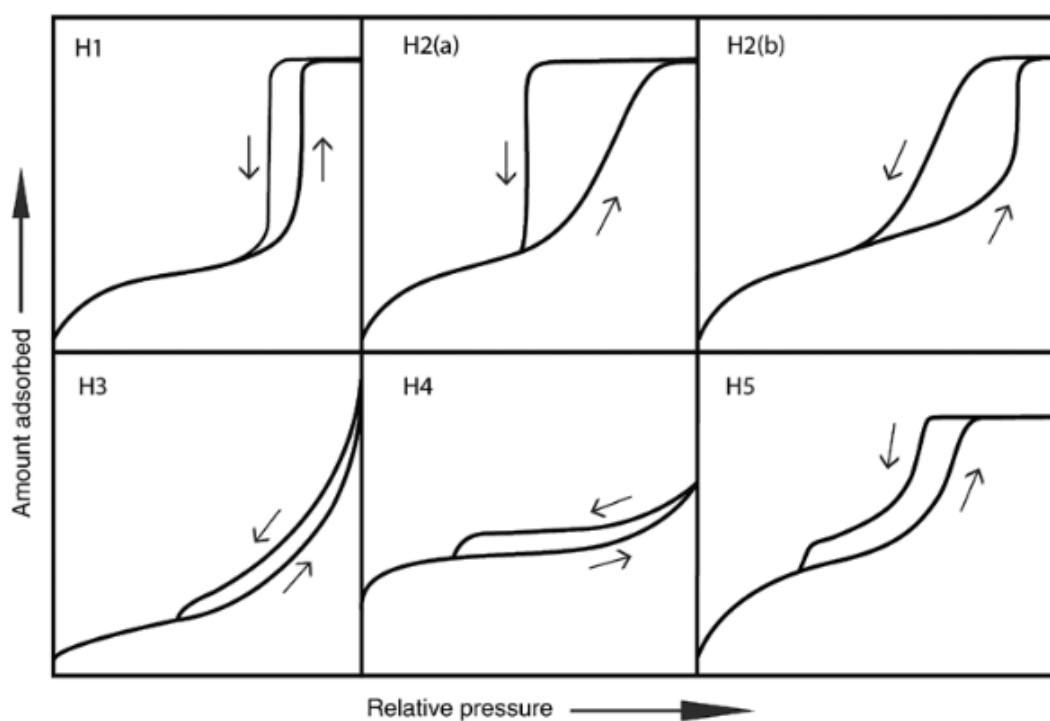 H1
H2(a)
H2(b)
H3
H4
H5
Amount adsorbed
Relative pressure